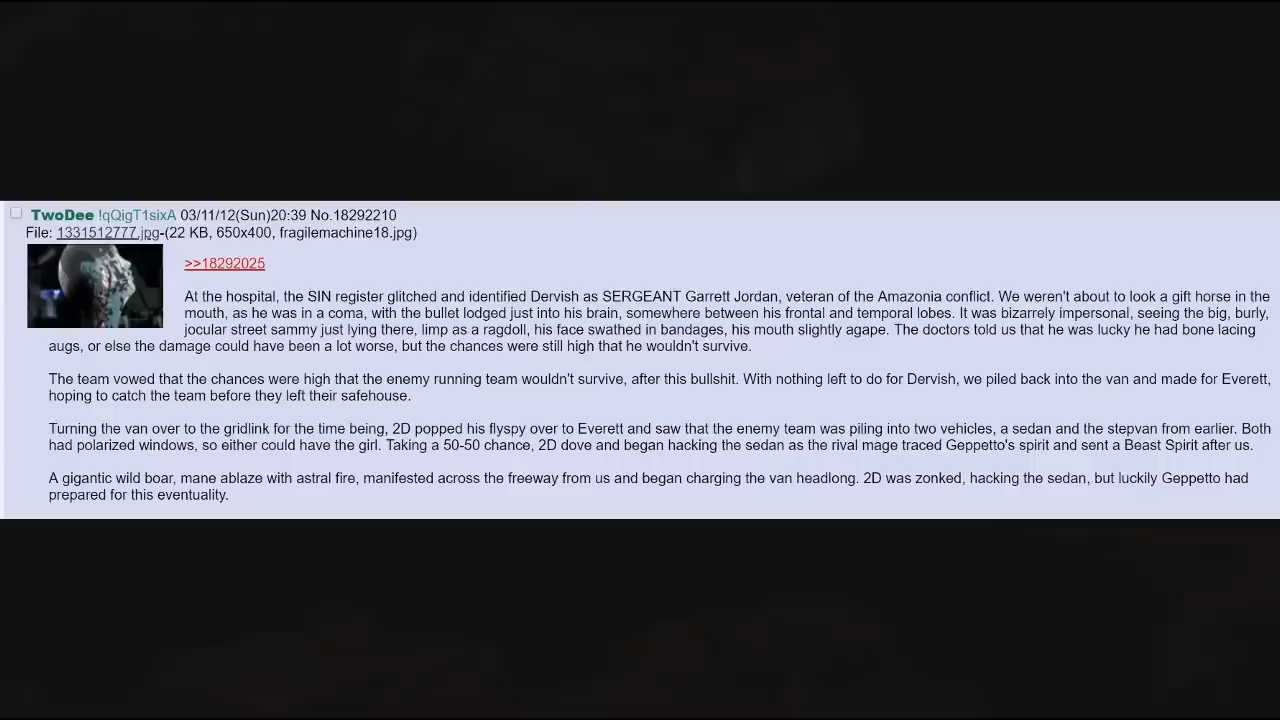 TwoDee !qQigT1sixA 03/11/12(Sun)20:39 No.18292210
File: 1331512777.jpg-(22 KB, 650x400, fragilemachine18.jpg)
>>18292025
At the hospital, the SIN register glitched and identified Dervish as SERGEANT Garrett Jordan, veteran of the Amazonia conflict. We weren't about to look a gift horse in the
mouth, as he was in a coma, with the bullet lodged just into his brain, somewhere between his frontal and temporal lobes. It was bizarrely impersonal, seeing the big, burly,
jocular street sammy just lying there, limp as a ragdoll, his face swathed in bandages, his mouth slightly agape. The doctors told us that he was lucky he had bone lacing
augs, or else the damage could have been a lot worse, but the chances were still high that he wouldn't survive.
The team vowed that the chances were high that the enemy running team wouldn't survive, after this bullshit. With nothing left to do for Dervish, we piled back into the van and made for Everett,
hoping to catch the team before they left their safehouse.
Turning the van over to the gridlink for the time being, 2D popped his flyspy over to Everett and saw that the enemy team was piling into two vehicles, a sedan and the stepvan from earlier. Both
had polarized windows, so either could have the girl. Taking a 50-50 chance, 2D dove and began hacking the sedan as the rival mage traced Geppetto's spirit and sent a Beast Spirit after us.
A gigantic wild boar, mane ablaze with astral fire, manifested across the freeway from us and began charging the van headlong. 2D was zonked, hacking the sedan, but luckily Geppetto had
prepared for this eventuality.